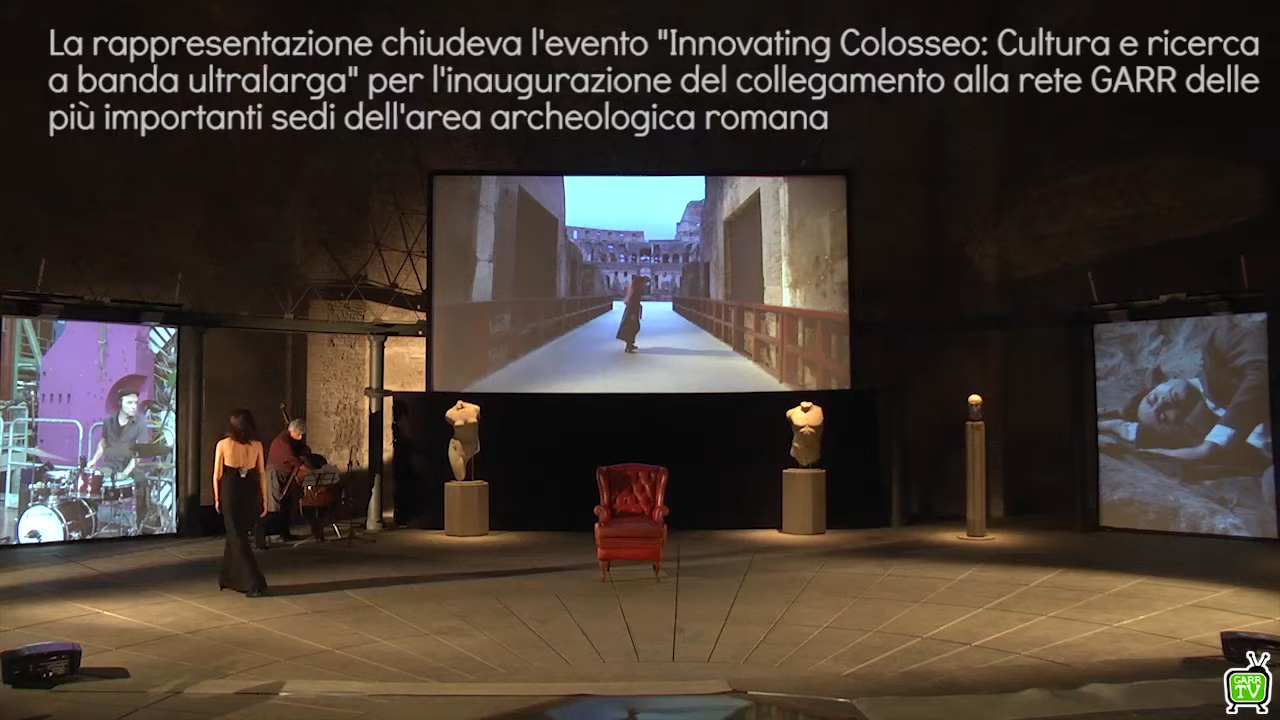 La rappresentazione chiudeva l'evento "Innovating Colosseo: Cultura e ricerca
a banda ultralarga" per l'inaugurazione del collegamento alla rete GARR delle
più importanti sedi dell'area archeologica romana
GARR
TV